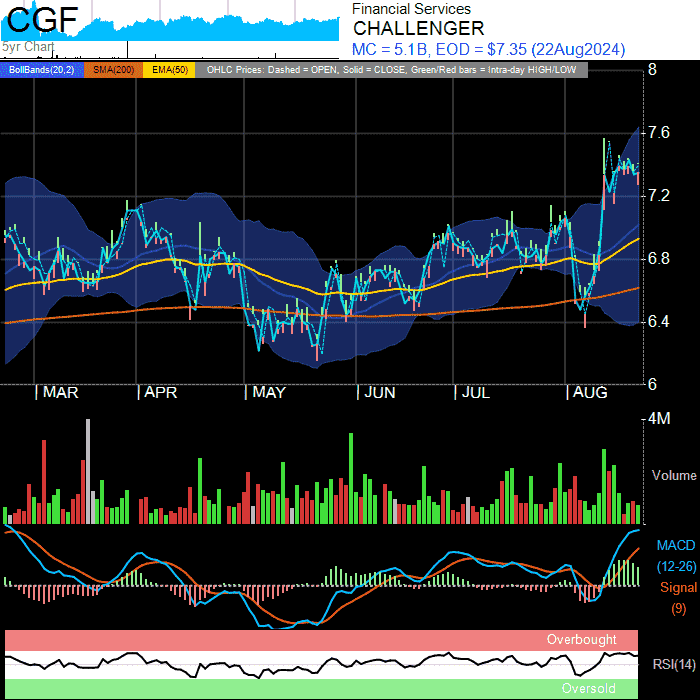 CGF
5yr Chart
Financial Services
CHALLENGER
MC = 5.1B, EOD = $7.35 (22Aug2024)
BollBands(20,2) SMA(200) EMA(50) OHLC Prices: Dashed = OPEN, Solid = CLOSE, Green/Red bars = Intra-day HIGH/LOW
8
7.6
7.2
6.8
6.4
6
| MAR | APR | MAY | JUN | JUL | AUG
4M
Volume
MACD
(12-26)
Signal
(9)
Overbought
RSI(14)
Oversold